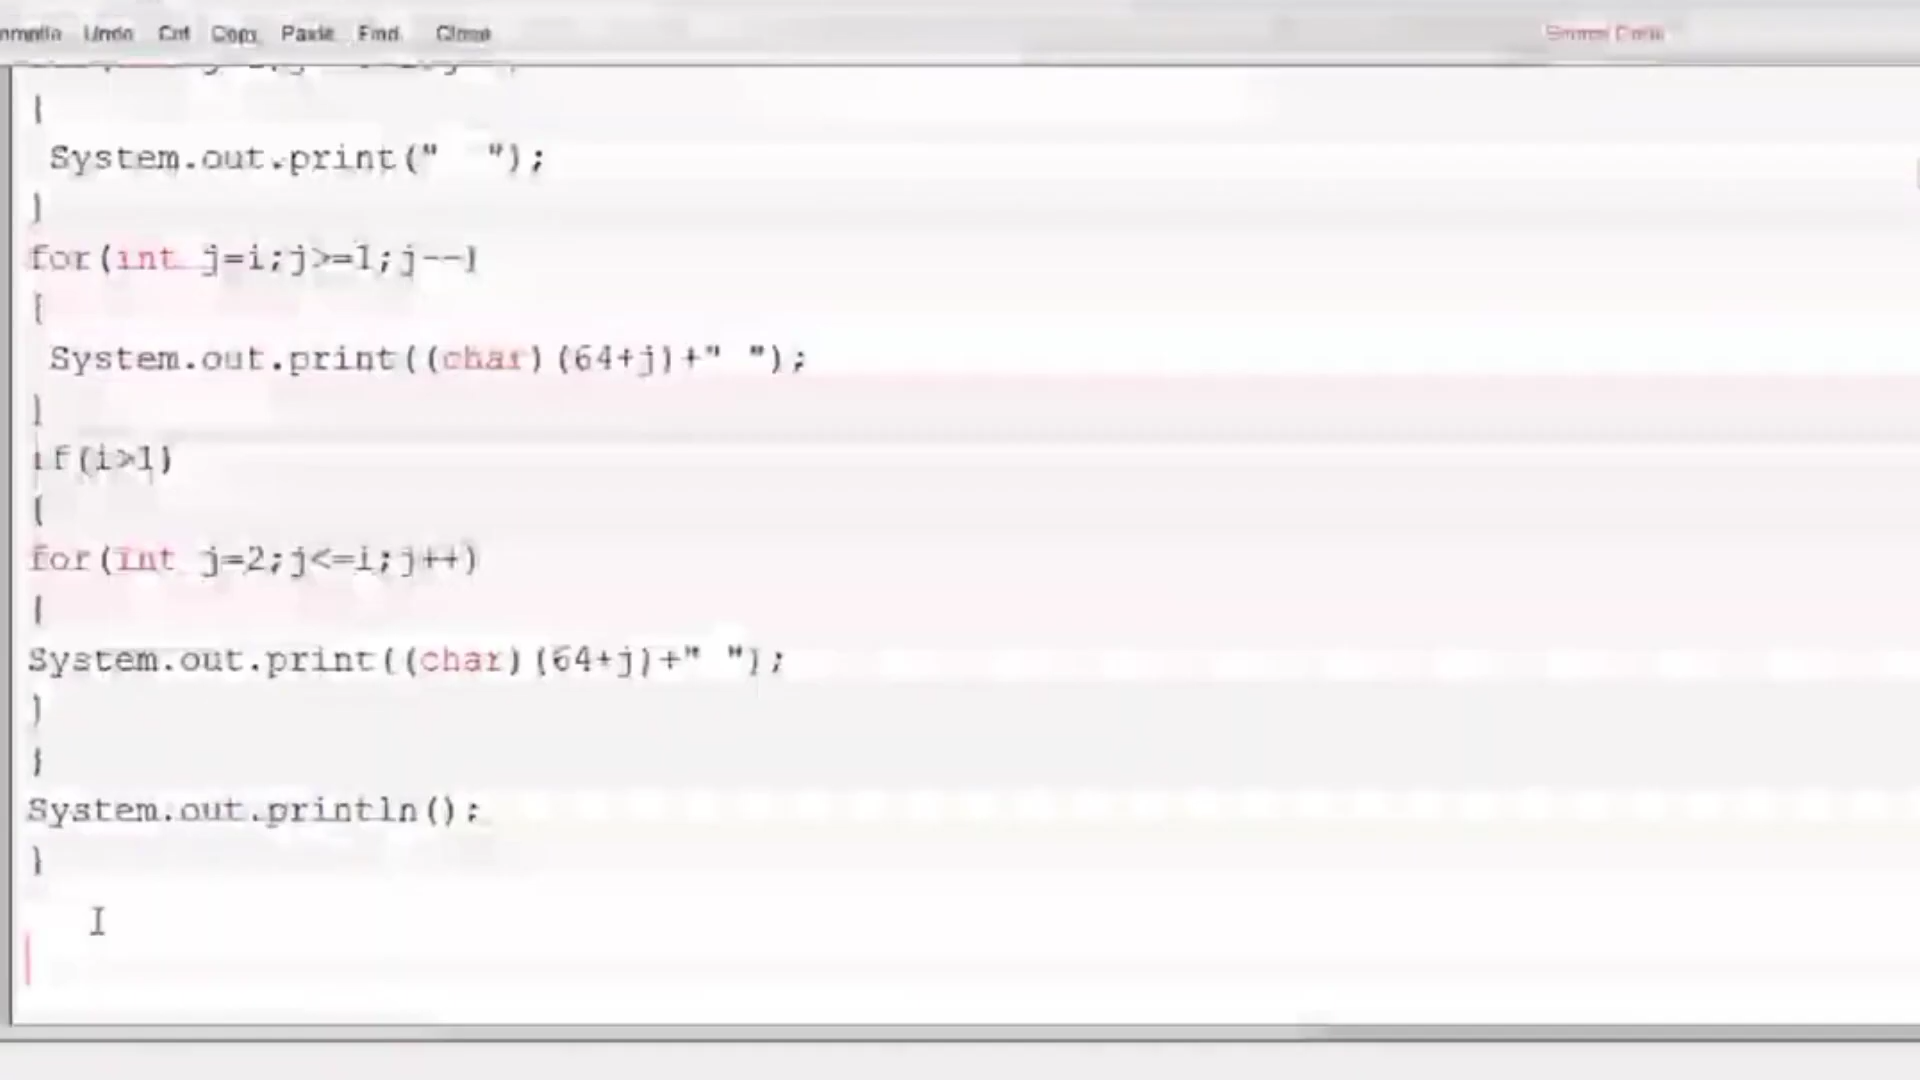 Undo Cut Copy Paste Find Close
{
System.out.print("  ");
}
for(int j=i;j>=1;j--)
{
System.out.print((char)(64+j)+" ");
}
if(i>1)
{
for(int j=2;j<=i;j++)
{
System.out.print((char)(64+j)+" ");
}
}
System.out.println();
}